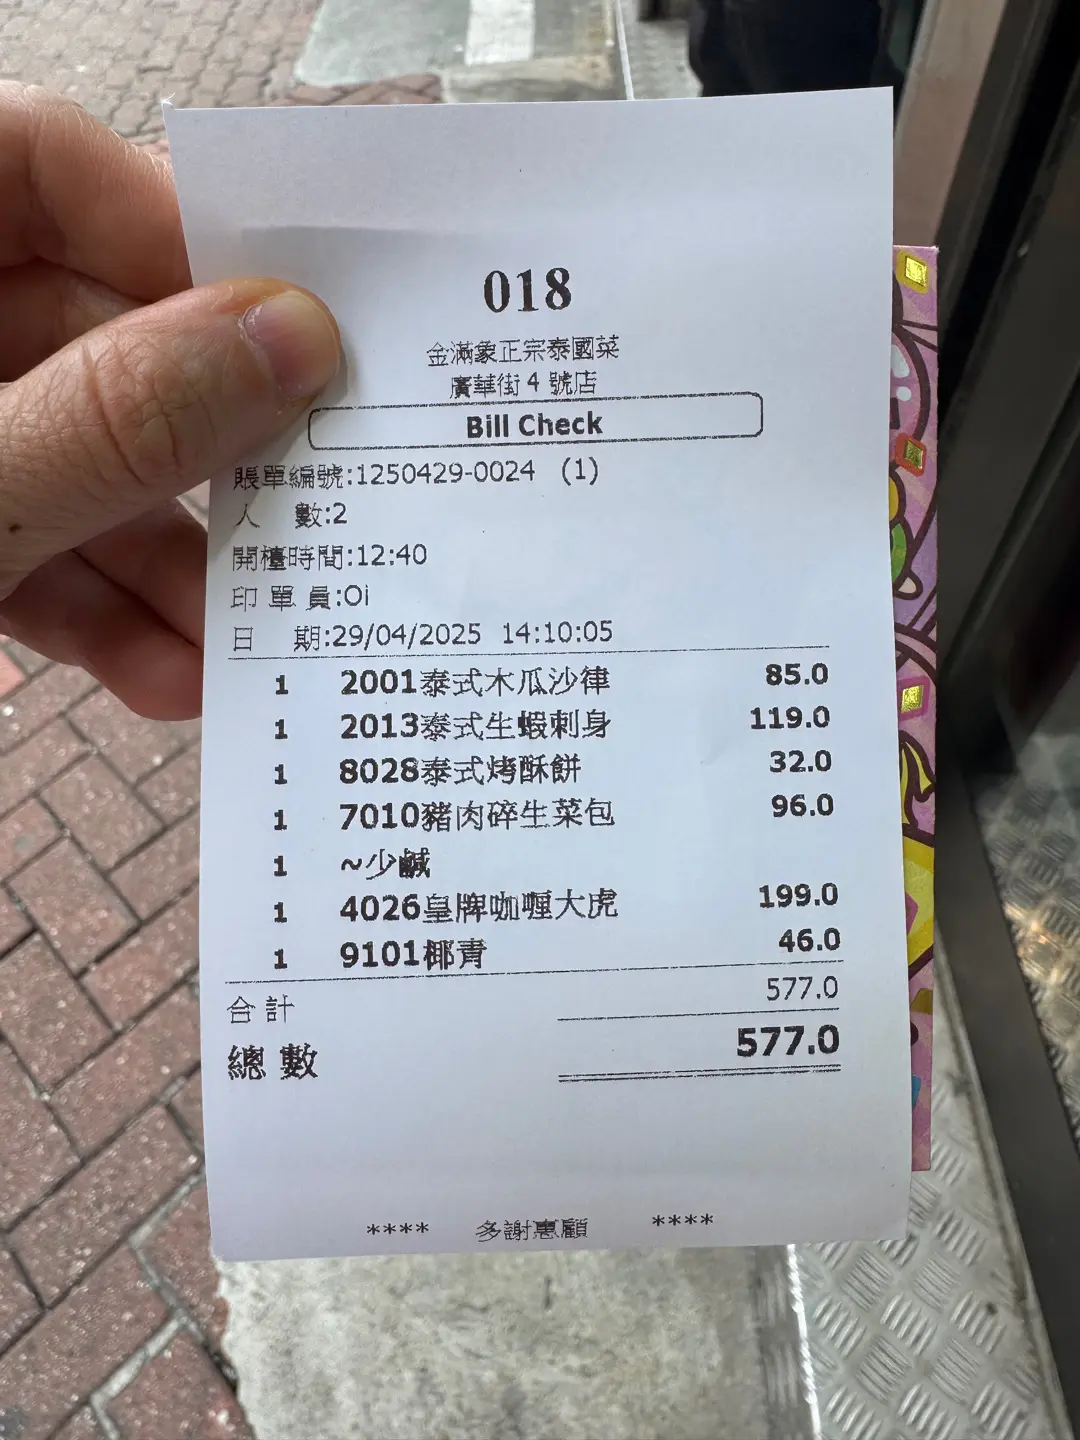 018
金滿象正宗泰國菜
廣華街 4 號店
Bill Check
賬單編號:1250429-0024 (1)
人 數:2
開檯時間:12:40
印 單 員:Oi
日 期:29/04/2025 14:10:05
1 2001泰式木瓜沙律 85.0
1 2013泰式生蝦刺身 119.0
1 8028泰式烤酥餅 32.0
1 7010豬肉碎生菜包 96.0
1 ~少鹹
1 4026皇牌咖喱大虎 199.0
1 9101椰青 46.0
合 計 577.0
總 數 577.0
**** 多謝惠顧 ****